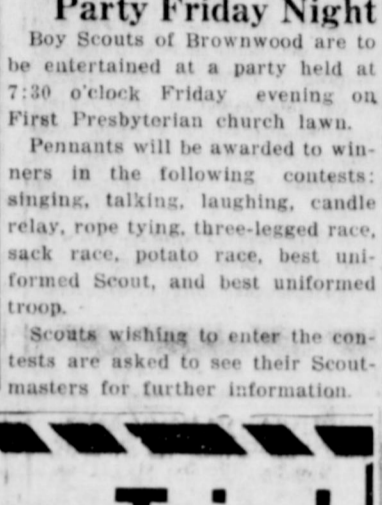 Party Friday Night
Boy Scouts of Brownwood are to
be entertained at a party held at
7:30 o'clock Friday evening on
First Presbyterian church lawn.
Pennants will be awarded to win-
ners in the following contests:
singing, talking, laughing, candle
relay, rope tying, three-legged race,
sack race, potato race, best uni-
formed Scout, and best uniformed
troop.
Scouts wishing to enter the con-
tests are asked to see their Scout-
masters for further information.